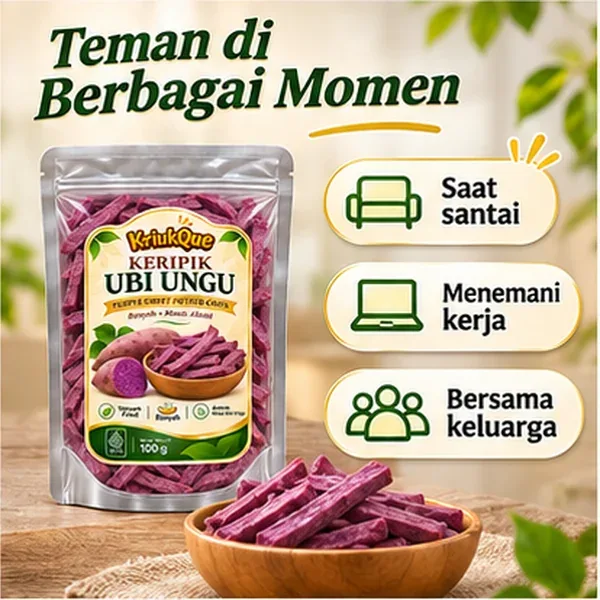 Teman di
Berbagai Momen
Saat
santai
Menemani
kerja
Bersama
keluarga
KriukQue
KERIPIK
UBI UNGU
100 g